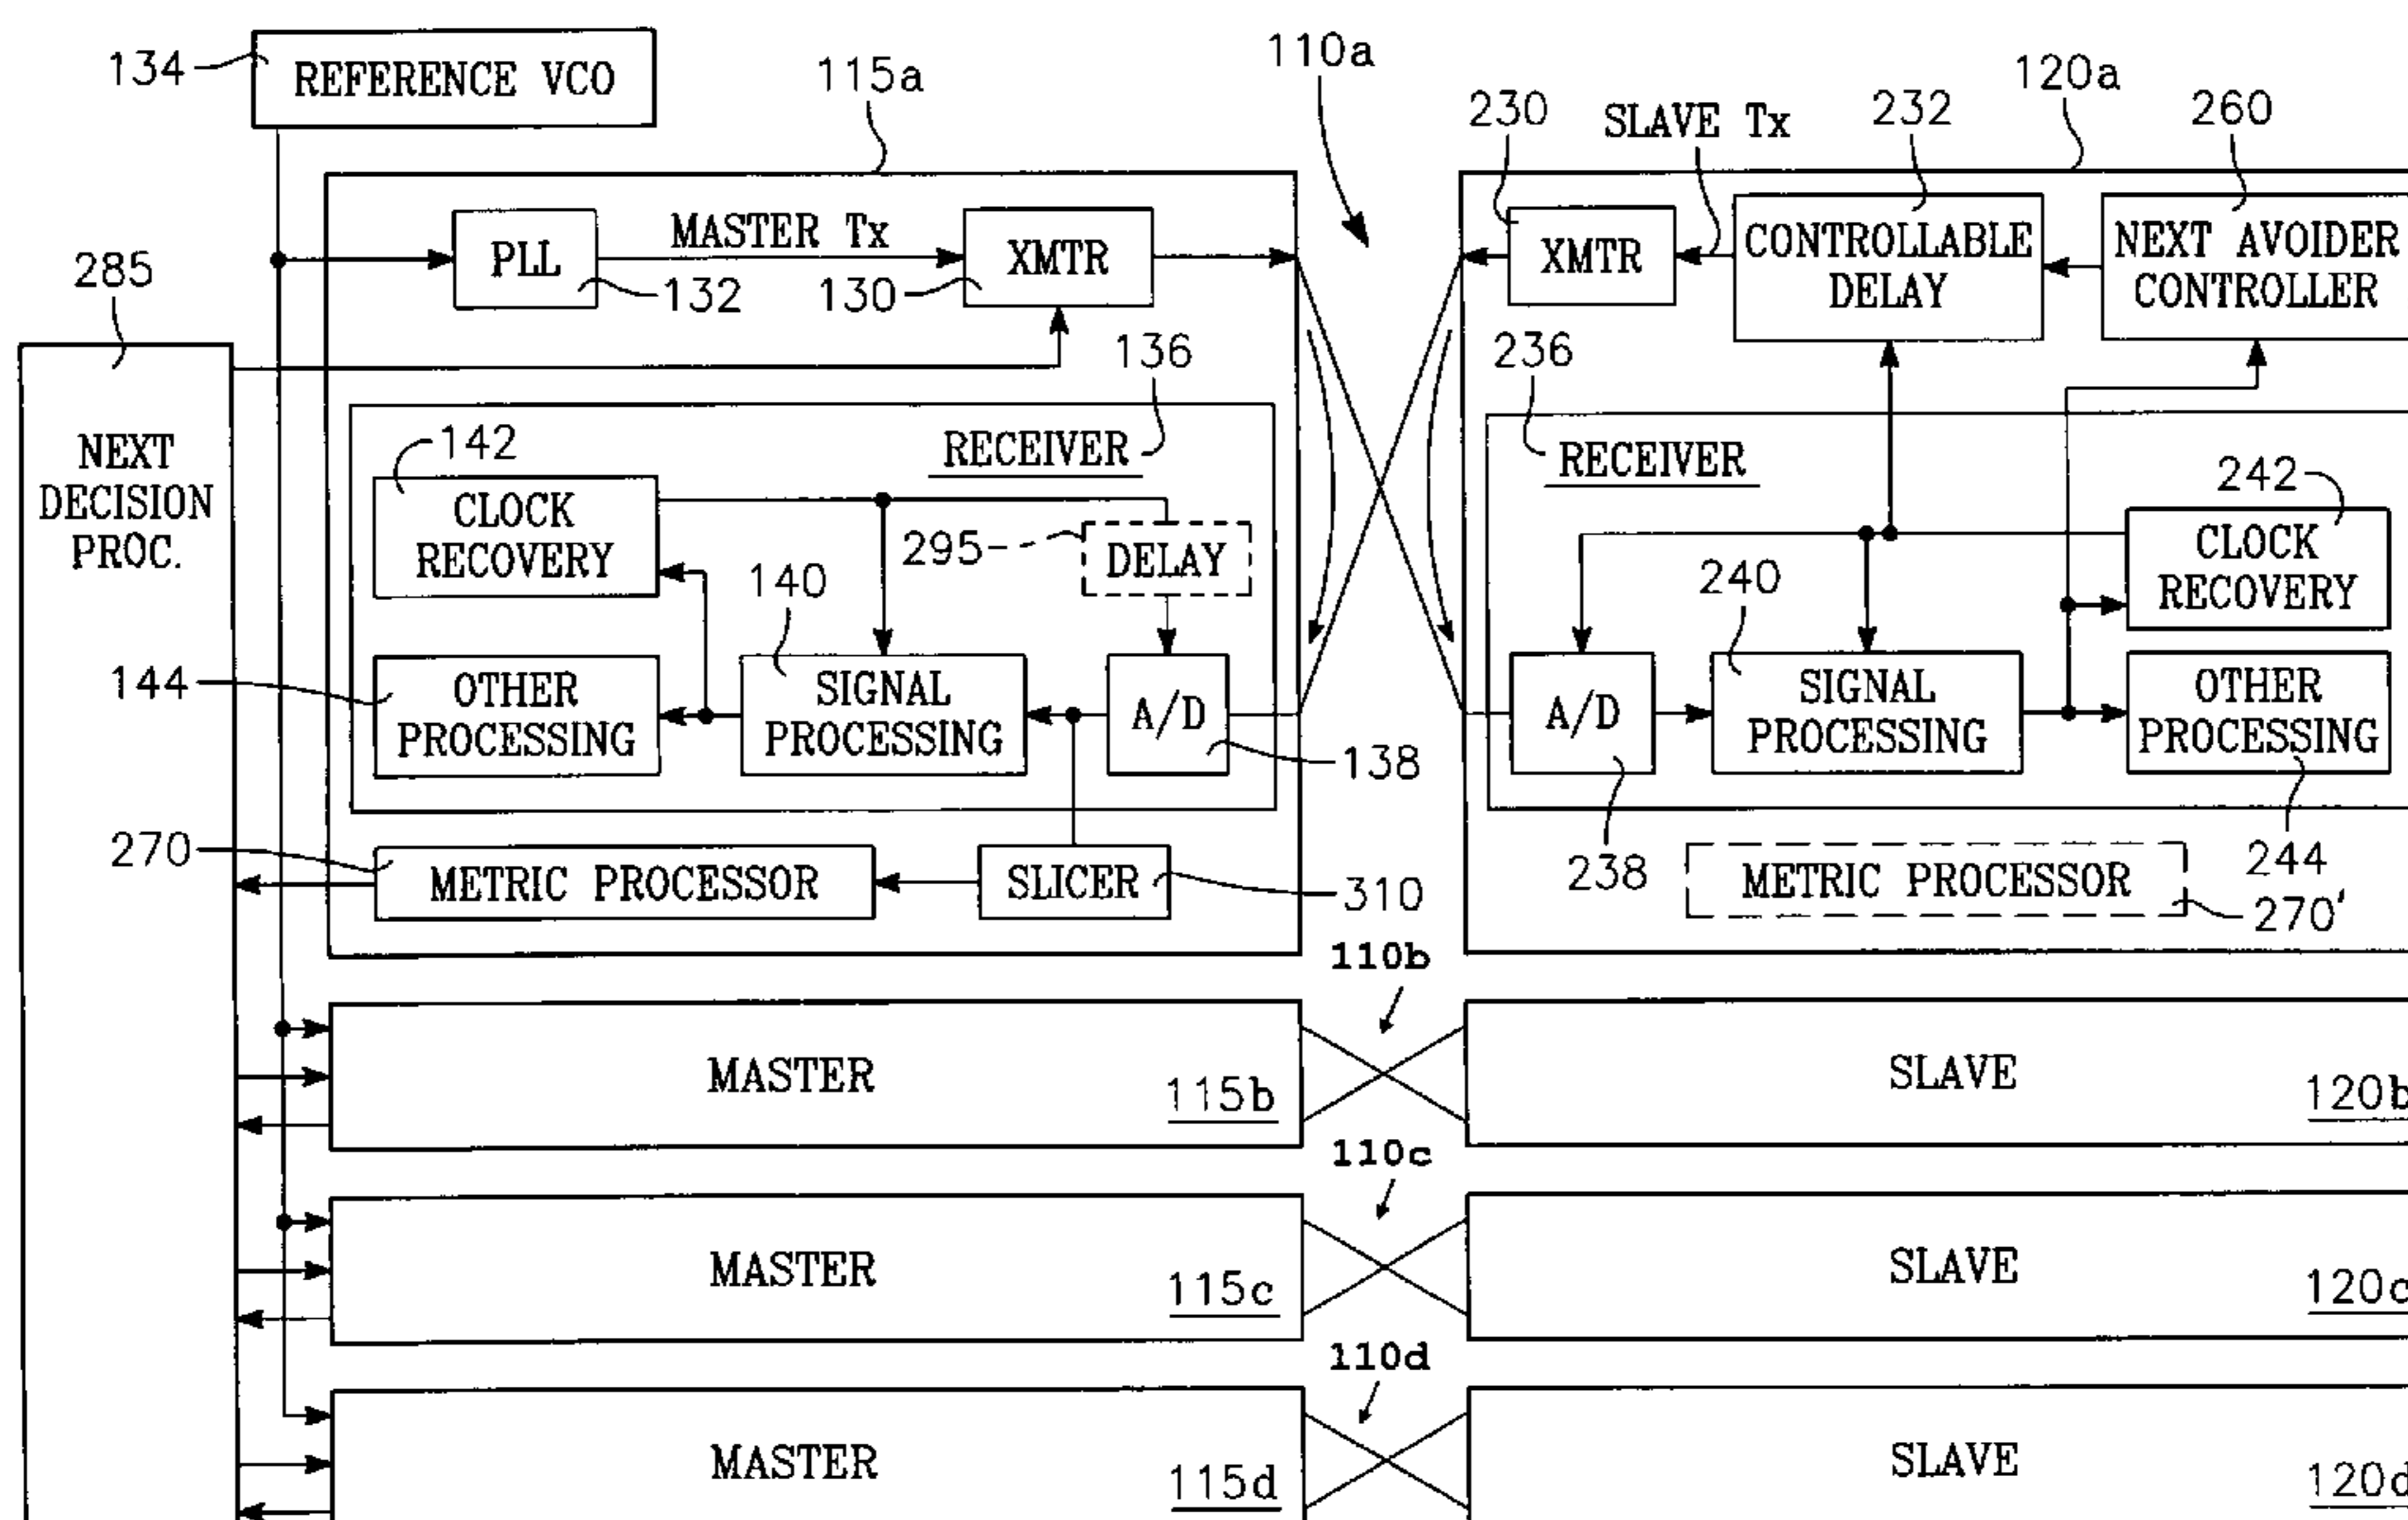 134
REFERENCE VCO
115a
110a
120a
230
SLAVE Tx
232
260
285
PLL
MASTER Tx
XMTR
132
130
XMTR
CONTROLLABLE
DELAY
NEXT AVOIDER
CONTROLLER
136
236
NEXT
DECISION
PROC.
142
RECEIVER
CLOCK
RECOVERY
295
DELAY
140
144
OTHER
PROCESSING
SIGNAL
PROCESSING
A/D
138
RECEIVER
242
CLOCK
RECOVERY
240
A/D
SIGNAL
PROCESSING
OTHER
PROCESSING
238
244
270
METRIC PROCESSOR
SLICER
310
METRIC PROCESSOR
270'
110b
MASTER
115b
SLAVE
120b
110c
MASTER
115c
SLAVE
120c
110d
MASTER
115d
SLAVE
120d